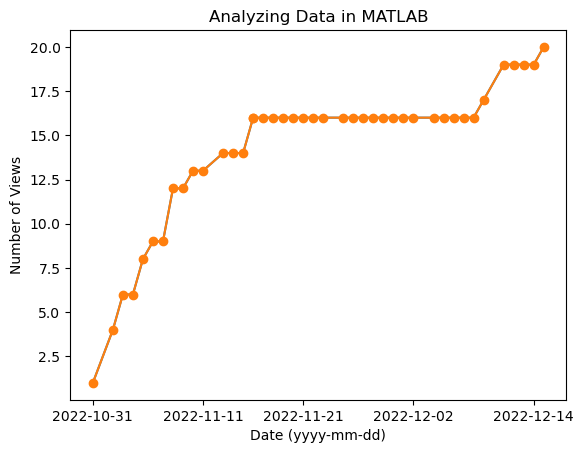 Analyzing Data in MATLAB
20.0
17.5
15.0
12.5
10.0
7.5
5.0
2.5
Number of Views
2022-10-31 2022-11-11 2022-11-21 2022-12-02 2022-12-14
Date (yyyy-mm-dd)